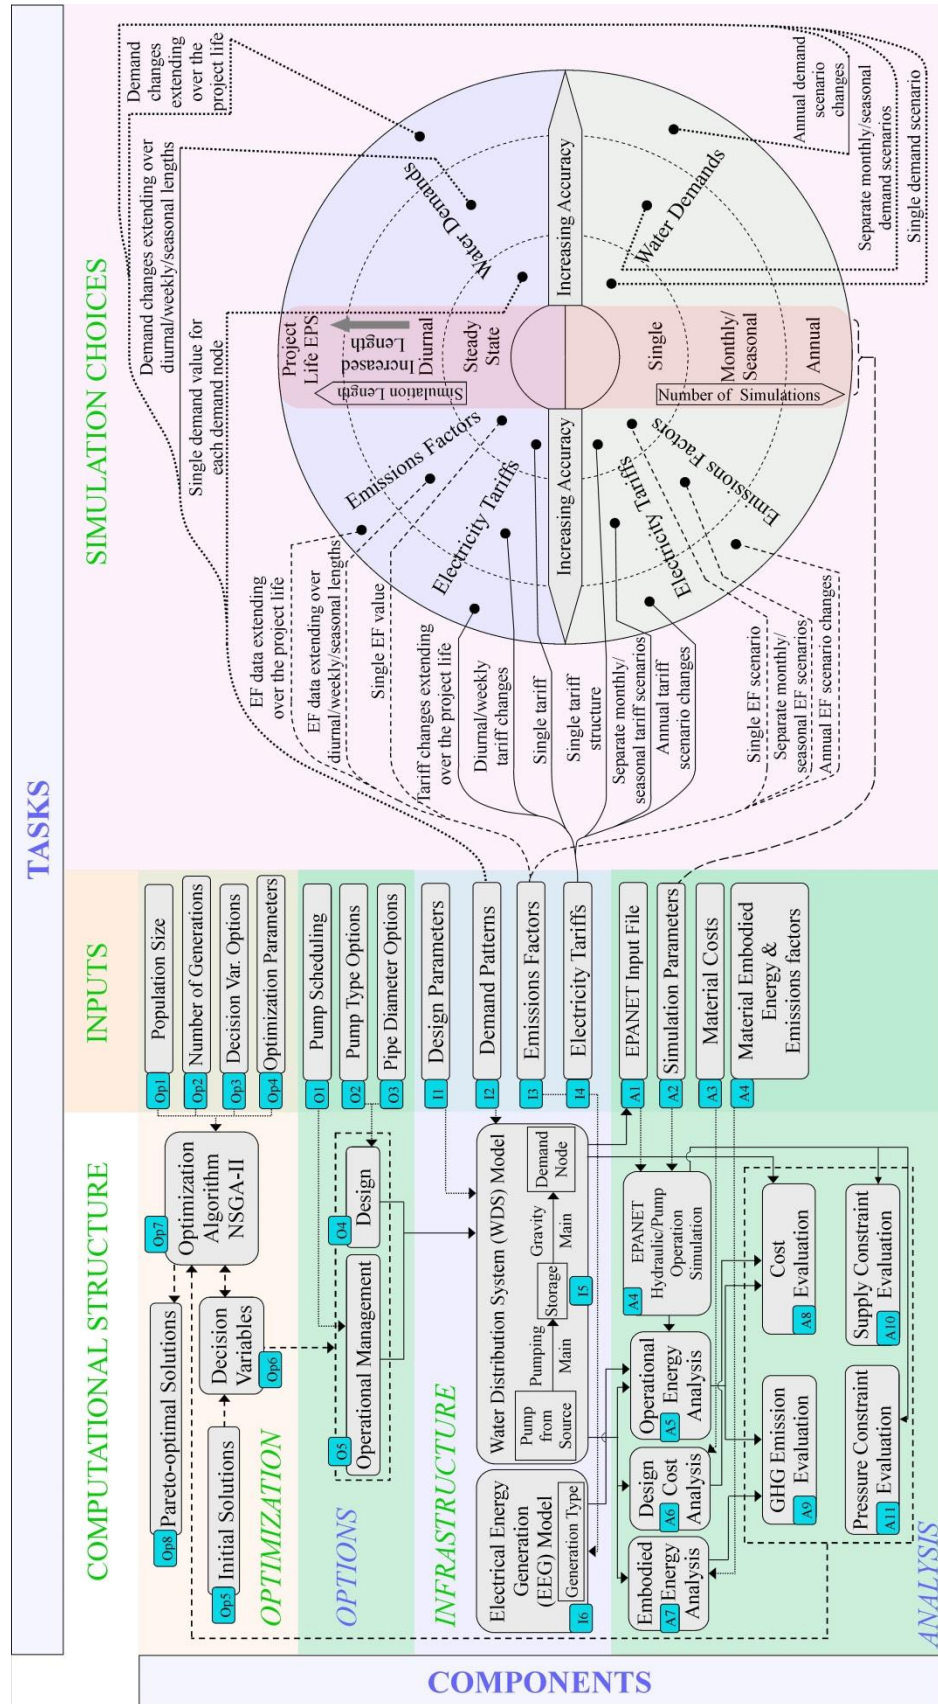 TASKS
COMPONENTS
COMPUTATIONAL STRUCTURE
INPUTS
SIMULATION CHOICES
OPTIMIZATION
Op8
Pareto-optimal Solutions
Op5
Initial Solutions
Op7
Optimization
Algorithm
NSGA-II
Decision
Variables
Op6
Op1
Population Size
Op2
Number of Generations
Op3
Decision Var. Options
Op4
Optimization Parameters
OPTIONS
O5
Operational Management
O4
Design
O1
Pump Scheduling
O2
Pump Type Options
O3
Pipe Diameter Options
INFRASTRUCTURE
Electrical Energy
Generation
(EEG) Model
Generation Type
I6
Water Distribution System (WDS) Model
Pump
from
Source
Pumping
Main
Storage
I5
Gravity
Main
Demand
Node
I1
Design Parameters
I2
Demand Patterns
I3
Emissions Factors
I4
Electricity Tariffs
ANALYSIS
Embodied
Energy
Analysis
A7
Design
Cost
Analysis
A6
Operational
Energy
Analysis
A5
EPANET
Hydraulic/Pump
Operation
Simulation
A4
GHG Emission
Evaluation
A9
Cost
Evaluation
A8
Pressure Constraint
Evaluation
A11
Supply Constraint
Evaluation
A10
A1
EPANET Input File
A2
Simulation Parameters
A3
Material Costs
A4
Material Embodied
Energy &
Emissions factors
EF data extending
over the project life
EF data extending over
diurnal/weekly/seasonal lengths
Single EF value
Tariff changes extending
over the project life
Diurnal/weekly
tariff changes
Single tariff
Single tariff
structure
Separate monthly/
seasonal tariff scenarios
Annual tariff
scenario changes
Single EF scenario
Separate monthly/
seasonal EF scenarios
Annual EF scenario changes
Demand
changes
extending
over the
project life
Demand changes extending over
diurnal/weekly/seasonal lengths
Single demand value for
each demand node
Annual demand
scenario
changes
Separate monthly/seasonal
demand scenarios
Single demand scenario
Emissions Factors
Electricity Tariffs
Water Demands
Project
Life EPS
Increased
Length
Diurnal
Steady
State
Simulation Length
Increasing Accuracy
Increasing Accuracy
Single
Monthly/
Seasonal
Annual
Number of Simulations
Electricity Tariffs
Emissions Factors
Water Demands